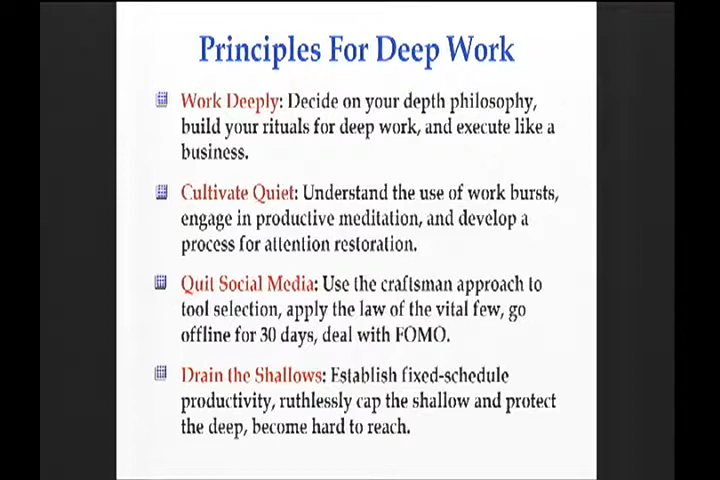 Principles For Deep Work
Work Deeply: Decide on your depth philosophy,
build your rituals for deep work, and execute like a
business.
Cultivate Quiet: Understand the use of work bursts,
engage in productive meditation, and develop a
process for attention restoration.
Quit Social Media: Use the craftsman approach to
tool selection, apply the law of the vital few, go
offline for 30 days, deal with FOMO.
Drain the Shallows: Establish fixed-schedule
productivity, ruthlessly cap the shallow and protect
the deep, become hard to reach.